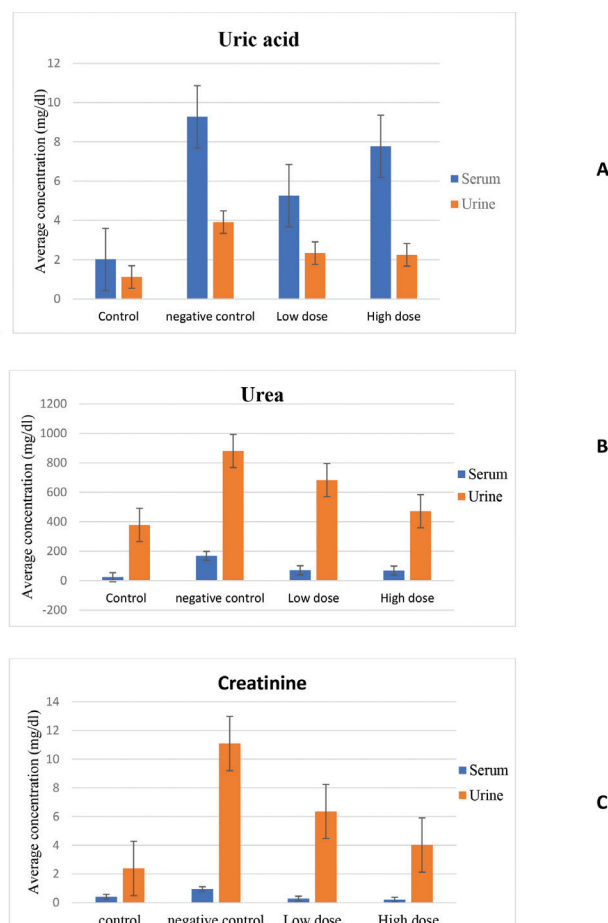 Uric acid
Average concentration (mg/dl)
12
10
8
6
4
2
0
Control negative control Low dose High dose
Serum
Urine
A
Urea
Average concentration (mg/dl)
1200
1000
800
600
400
200
0
-200
Control negative control Low dose High dose
Serum
Urine
B
Creatinine
Average concentration (mg/dl)
14
12
10
8
6
4
2
0
control negative control Low dose High dose
Serum
Urine
C